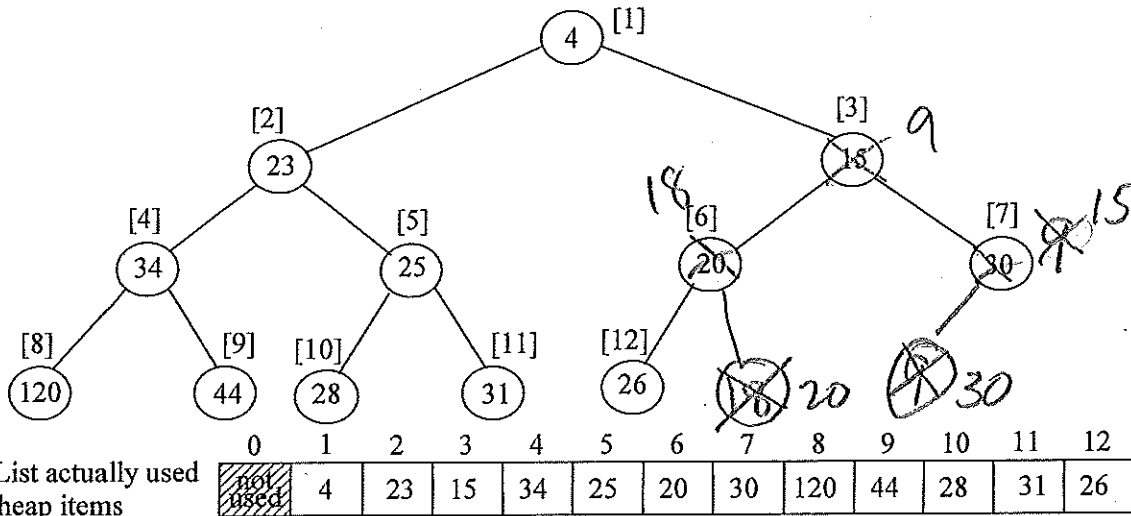 [1]
4
[2] [3] 9
23 15
18
[4] [5] [6] [7] 9 15
34 25 20 30
[8] [9] [10] [11] [12]
120 44 28 31 26 18 20 9 30
0 1 2 3 4 5 6 7 8 9 10 11 12
List actually used not used 4 23 15 34 25 20 30 120 44 28 31 26
heap items